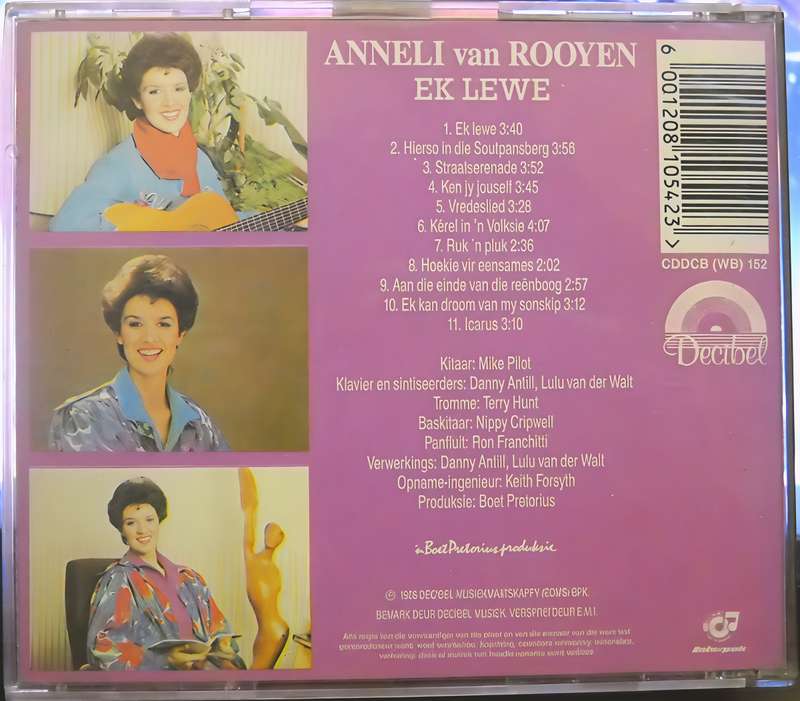 ANNELI van ROOYEN
EK LEWE
1. Ek lewe 3:40
2. Hierso in die Soutpansberg 3:56
3. Straatserenade 3:52
4. Ken jy jouself 3:45
5. Vredeslied 3:28
6. Kêrel in 'n Volksie 4:07
7. Ruk 'n pluk 2:36
8. Hoekie vir eensames 2:02
9. Aan die einde van die reënboog 2:57
10. Ek kan droom van my sonskip 3:12
11. Icarus 3:10
Kitaar: Mike Pilot
Klavier en sintiseerders: Danny Antill, Lulu van der Walt
Tromme: Terry Hunt
Baskitaar: Nippy Cripwell
Panfluit: Ron Franchitti
Verwerkings: Danny Antill, Lulu van der Walt
Opname-ingenieur: Keith Forsyth
Produksie: Boet Pretorius
'n Boet Pretorius produksie
DECIBEL MUSIEKMAATSKAPPY (EDMS) BPK.
BEMARK DEUR DECIBEL MUSIEK. VERSPREI DEUR E.M.I.
6 001208 105423 >
CDDCB (WB) 152
Decibel